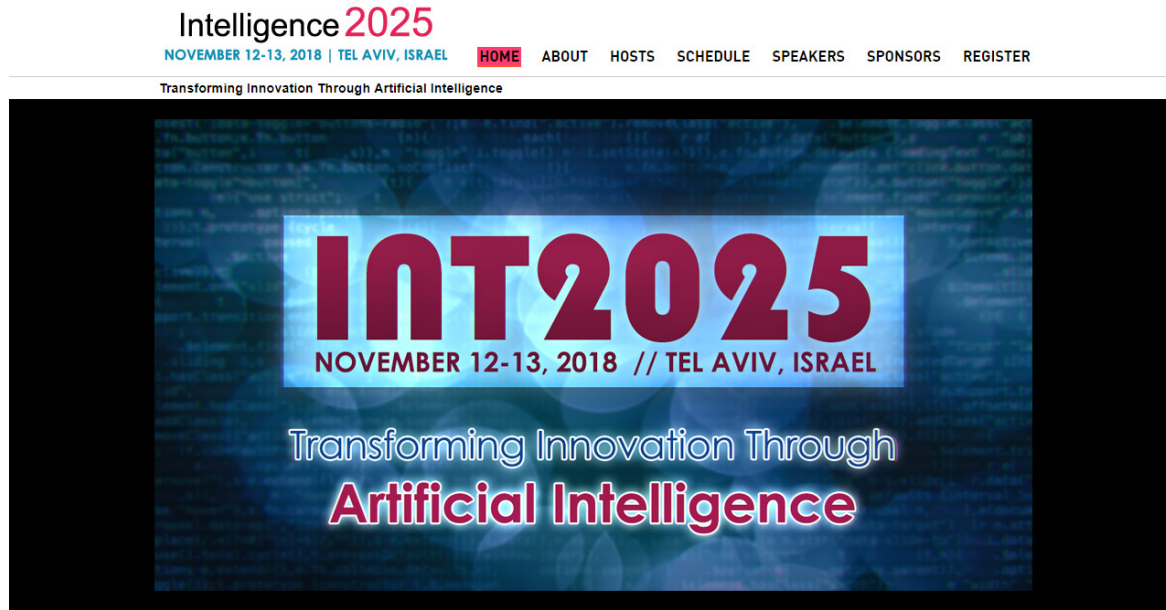 Intelligence 2025
NOVEMBER 12-13, 2018 | TEL AVIV, ISRAEL
HOME ABOUT HOSTS SCHEDULE SPEAKERS SPONSORS REGISTER
Transforming Innovation Through Artificial Intelligence
INT2025
NOVEMBER 12-13, 2018 // TEL AVIV, ISRAEL
Transforming Innovation Through
Artificial Intelligence